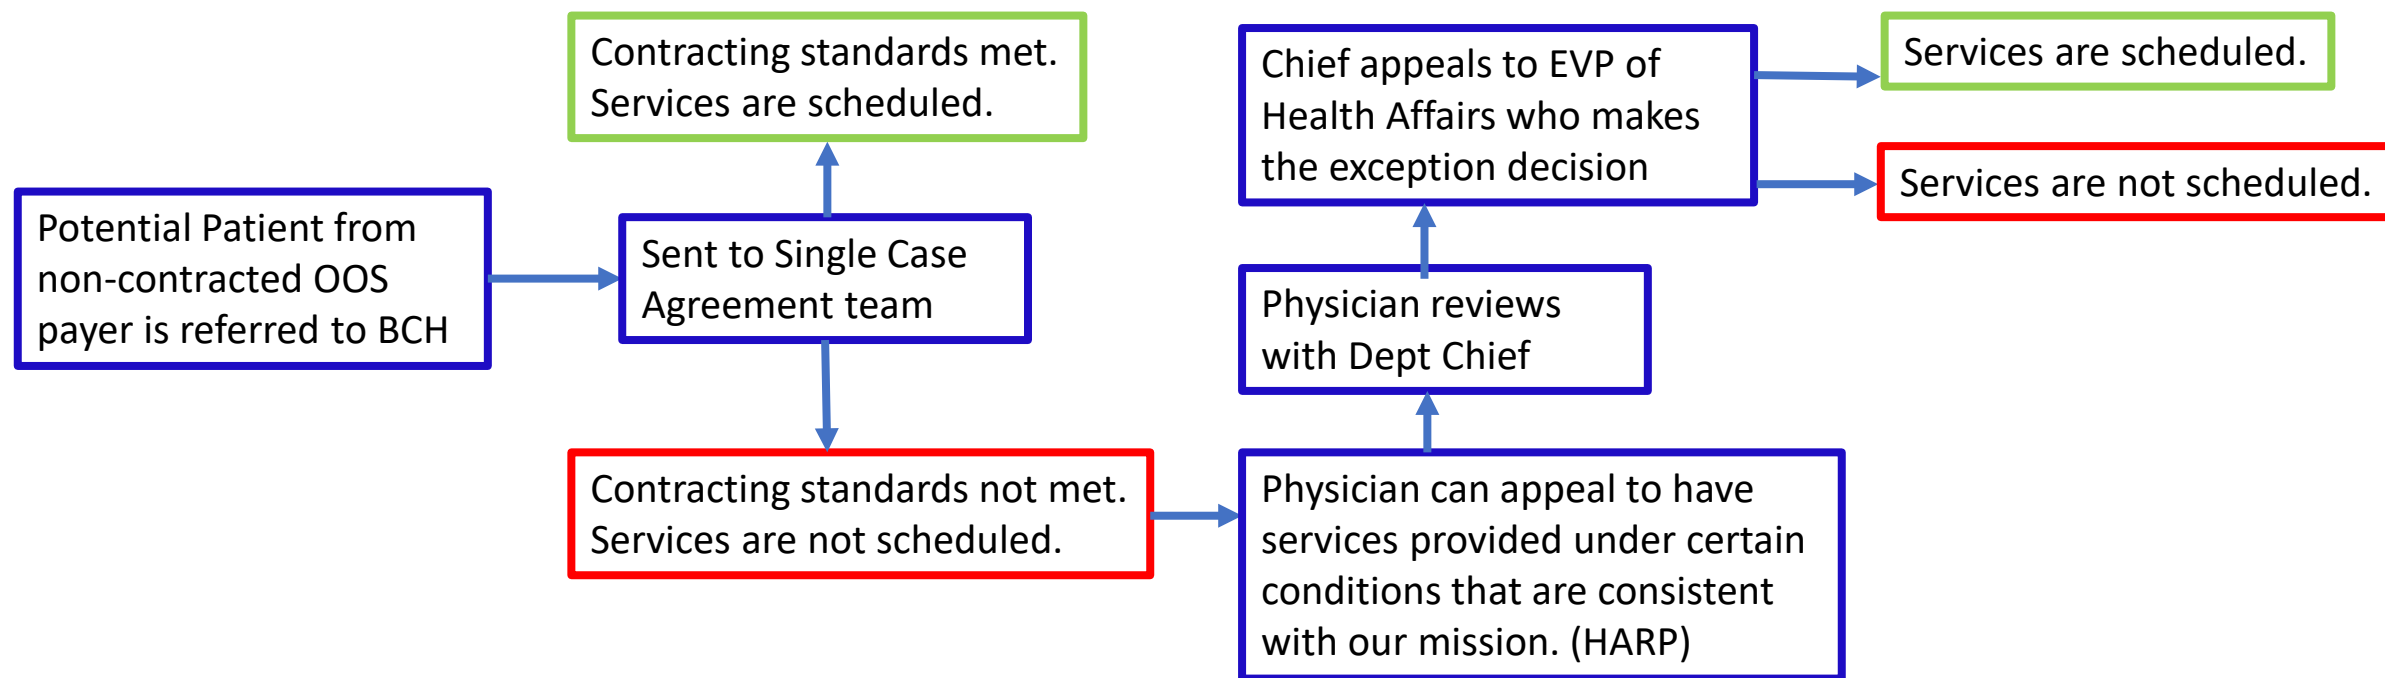 Potential Patient from
non-contracted OOS
payer is referred to BCH
Sent to Single Case
Agreement team
Contracting standards met.
Services are scheduled.
Contracting standards not met.
Services are not scheduled.
Physician can appeal to have
services provided under certain
conditions that are consistent
with our mission. (HARP)
Physician reviews
with Dept Chief
Chief appeals to EVP of
Health Affairs who makes
the exception decision
Services are scheduled.
Services are not scheduled.